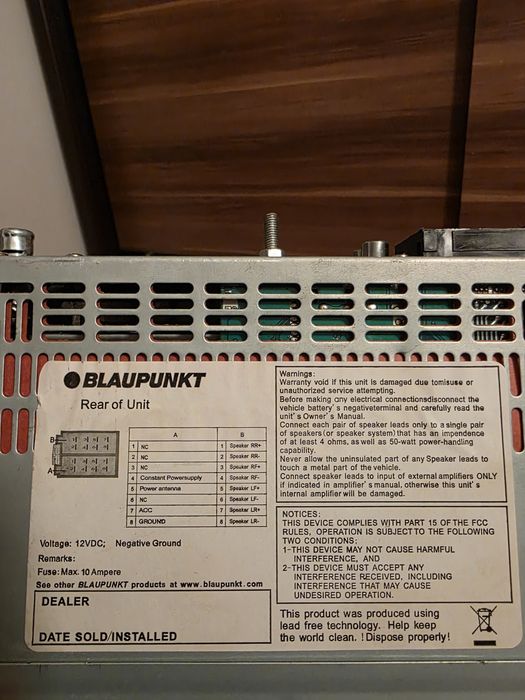 BLAUPUNKT
Rear of Unit
B
A
A B
1 NC 1 Speaker RR+
2 NC 2 Speaker RR-
3 NC 3 Speaker RF+
4 Constant Powersupply 4 Speaker RF-
5 Power antenna 5 Speaker LF+
6 NC 6 Speaker LF-
7 ACC 7 Speaker LR+
8 GROUND 8 Speaker LR-
Voltage: 12VDC; Negative Ground
Remarks:
Fuse: Max. 10 Ampere
See other BLAUPUNKT products at www.blaupunkt.com
DEALER
DATE SOLD/INSTALLED
Warnings:
Warranty void if this unit is damaged due tomisuse or
unauthorized service attempting.
Before making any electrical connectionsdisconnect the
vehicle battery's negativeterminal and carefully read the
unit's Owner's Manual.
Connect each pair of speaker leads only to a single pair
of speakers(or speaker system)that has an impendence
of at least 4 ohms, as well as 50-watt power-handling
capability.
Never allow the uninsulated part of any Speaker leads to
touch a metal part of the vehicle.
Connect speaker leads to input of external amplifiers ONLY
if indicated in amplifier's manual, otherwise this unit's
internal amplifier will be damaged.
NOTICES:
THIS DEVICE COMPLIES WITH PART 15 OF THE FCC
RULES, OPERATION IS SUBJECT TO THE FOLLOWING
TWO CONDITIONS:
1-THIS DEVICE MAY NOT CAUSE HARMFUL
INTERFERENCE, AND
2-THIS DEVICE MUST ACCEPT ANY
INTERFERENCE RECEIVED, INCLUDING
INTERFERENCE THAT MAY CAUSE
UNDESIRED OPERATION.
This product was produced using
lead free technology. Help keep
the world clean. !Dispose properly!